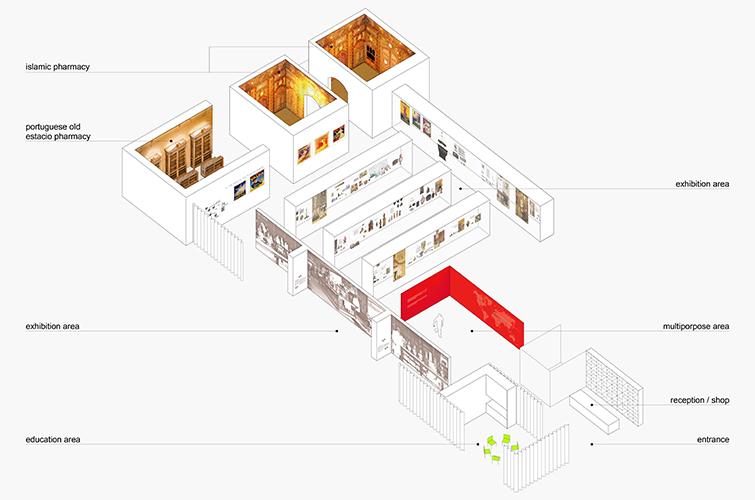 islamic pharmacy
portuguese old
estacio pharmacy
exhibition area
exhibition area
multiporpose area
reception / shop
education area
entrance